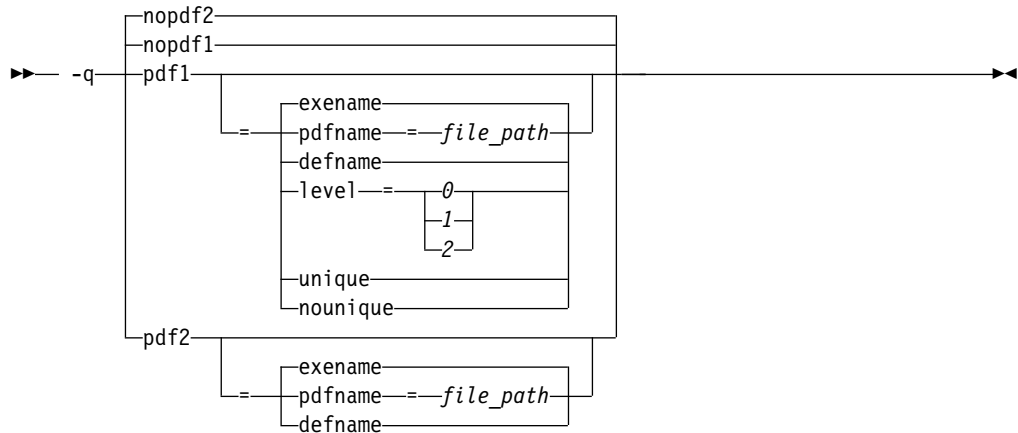 nopdf2
nopdf1
-q pdf1
exename
= pdfname = file_path
defname
level = 0
1
2
unique
nounique
pdf2
exename
= pdfname = file_path
defname